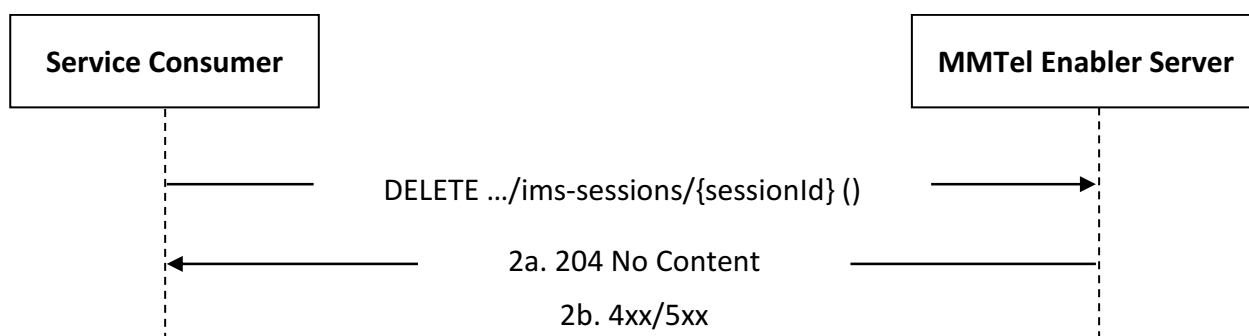 Service Consumer
MMTel Enabler Server
DELETE …/ims-sessions/{sessionId} ()
2a. 204 No Content
2b. 4xx/5xx